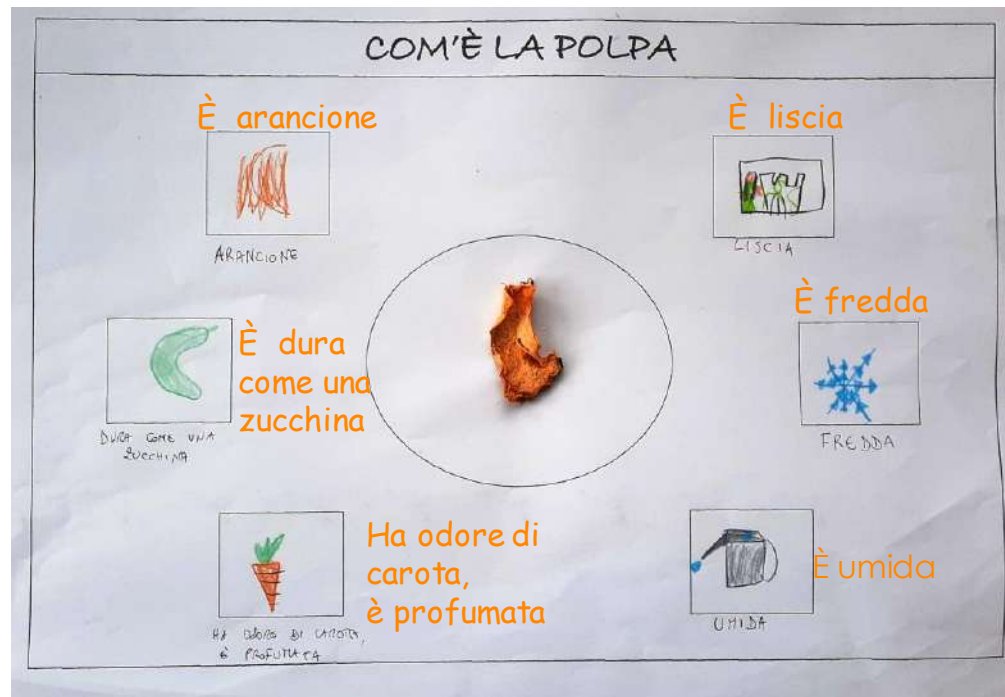 COM'È LA POLPA
È arancione
ARANCIONE
È liscia
LISCIA
È dura
come una
zucchina
DURA COME UNA
ZUCCHINA
È fredda
FREDDA
Ha odore di
carota,
è profumata
HA ODORE DI CAROTA,
È PROFUMATA
È umida
UMIDA